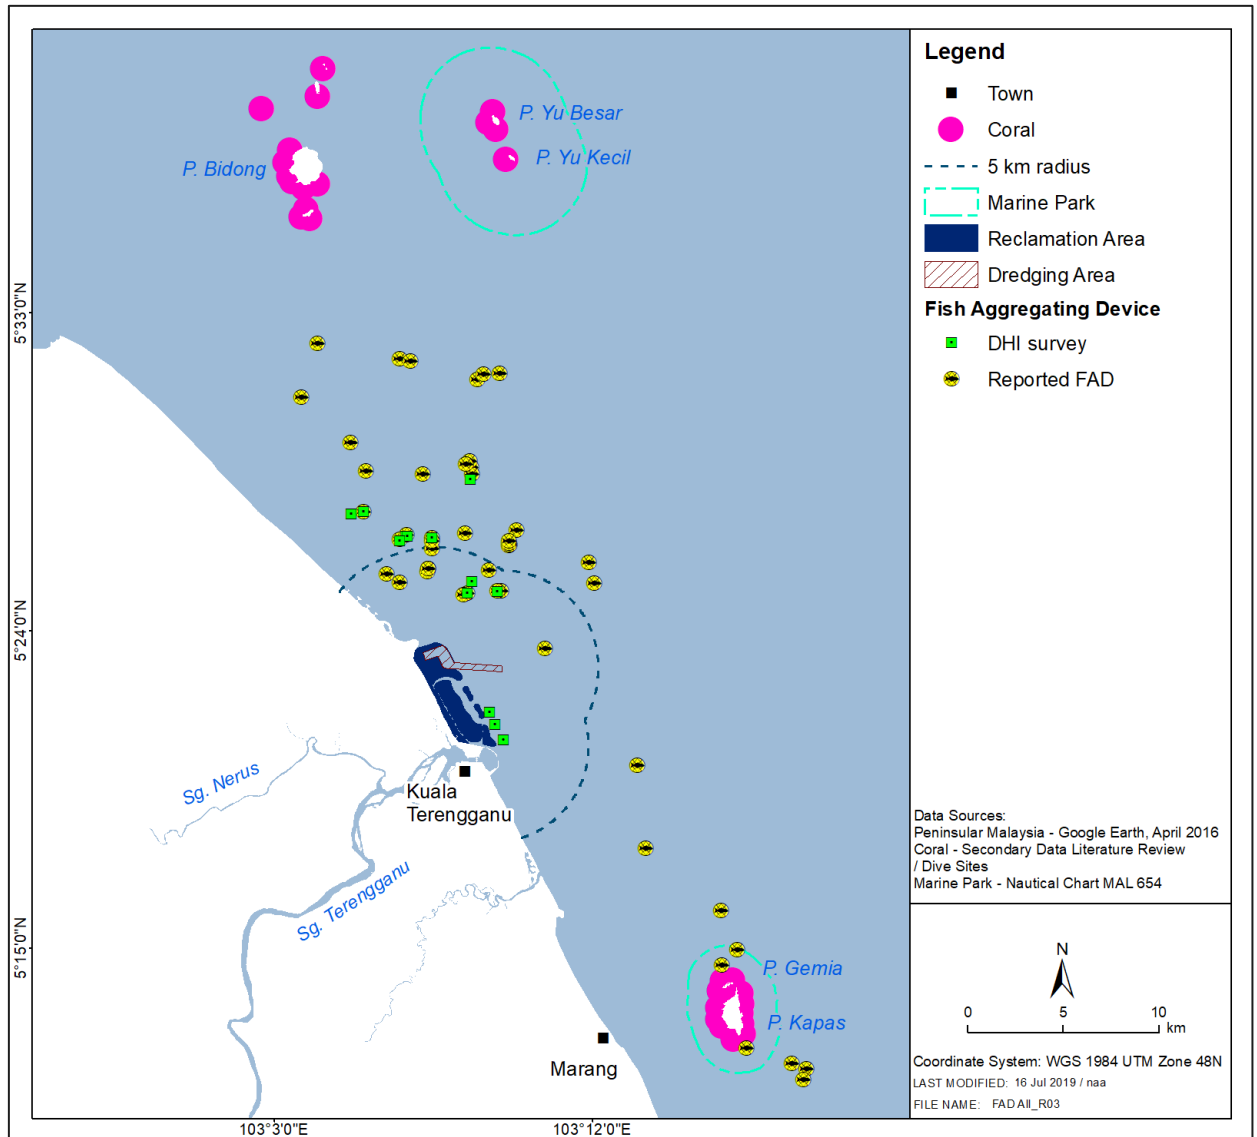 P. Yu Besar
P. Yu Kecil
P. Bidong
5°33'0"N
5°24'0"N
5°15'0"N
Sg. Nerus
Kuala
Terengganu
Sg. Terengganu
P. Gemia
P. Kapas
Marang
103°3'0"E
103°12'0"E
Legend
Town
Coral
5 km radius
Marine Park
Reclamation Area
Dredging Area
Fish Aggregating Device
DHI survey
Reported FAD
Data Sources:
Peninsular Malaysia - Google Earth, April 2016
Coral - Secondary Data Literature Review
/ Dive Sites
Marine Park - Nautical Chart MAL 654
N
0 5 10
km
Coordinate System: WGS 1984 UTM Zone 48N
LAST MODIFIED: 16 Jul 2019 / naa
FILE NAME: FAD All_R03